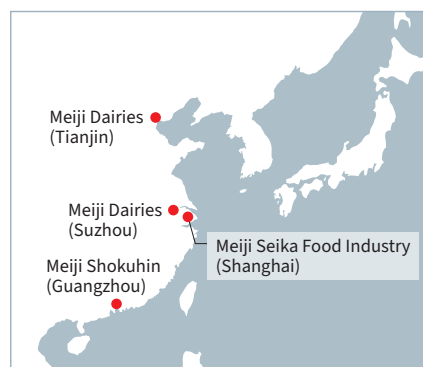 Meiji Dairies
(Tianjin)
Meiji Dairies
(Suzhou)
Meiji Seika Food Industry
(Shanghai)
Meiji Shokuhin
(Guangzhou)